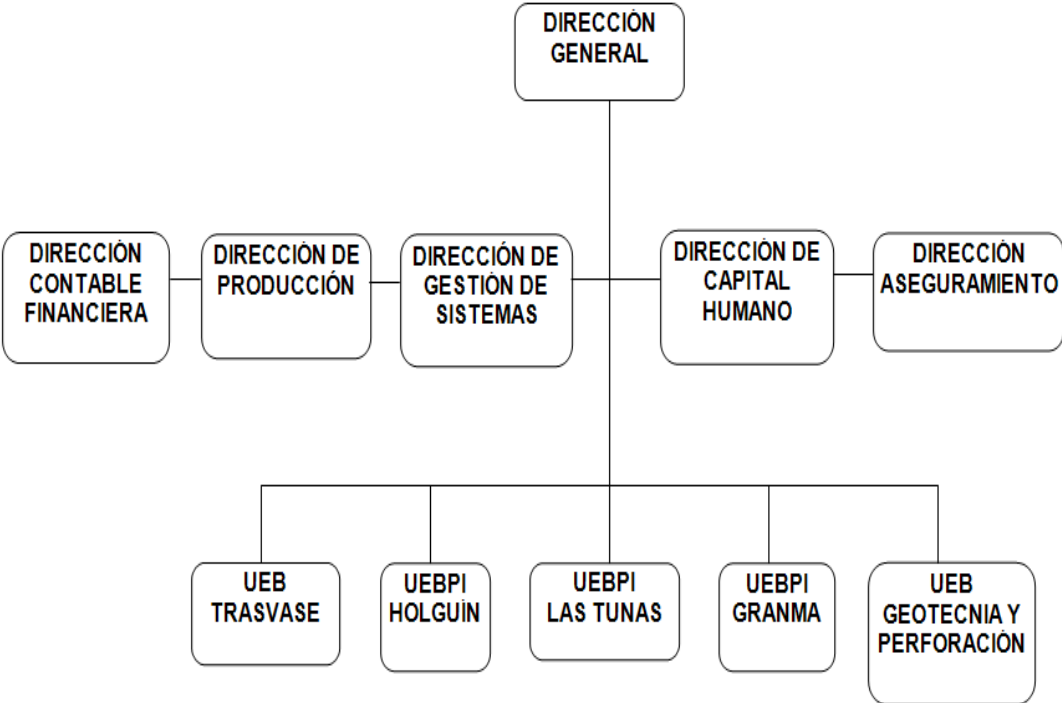 DIRECCIÓN
GENERAL
DIRECCIÓN
CONTABLE
FINANCIERA
DIRECCIÓN DE
PRODUCCIÓN
DIRECCIÓN DE
GESTIÓN DE
SISTEMAS
DIRECCIÓN DE
CAPITAL
HUMANO
DIRECCIÓN
ASEGURAMIENTO
UEB
TRASVASE
UEBPI
HOLGUÍN
UEBPI
LAS TUNAS
UEBPI
GRANMA
UEB
GEOTECNIA Y
PERFORACIÓN